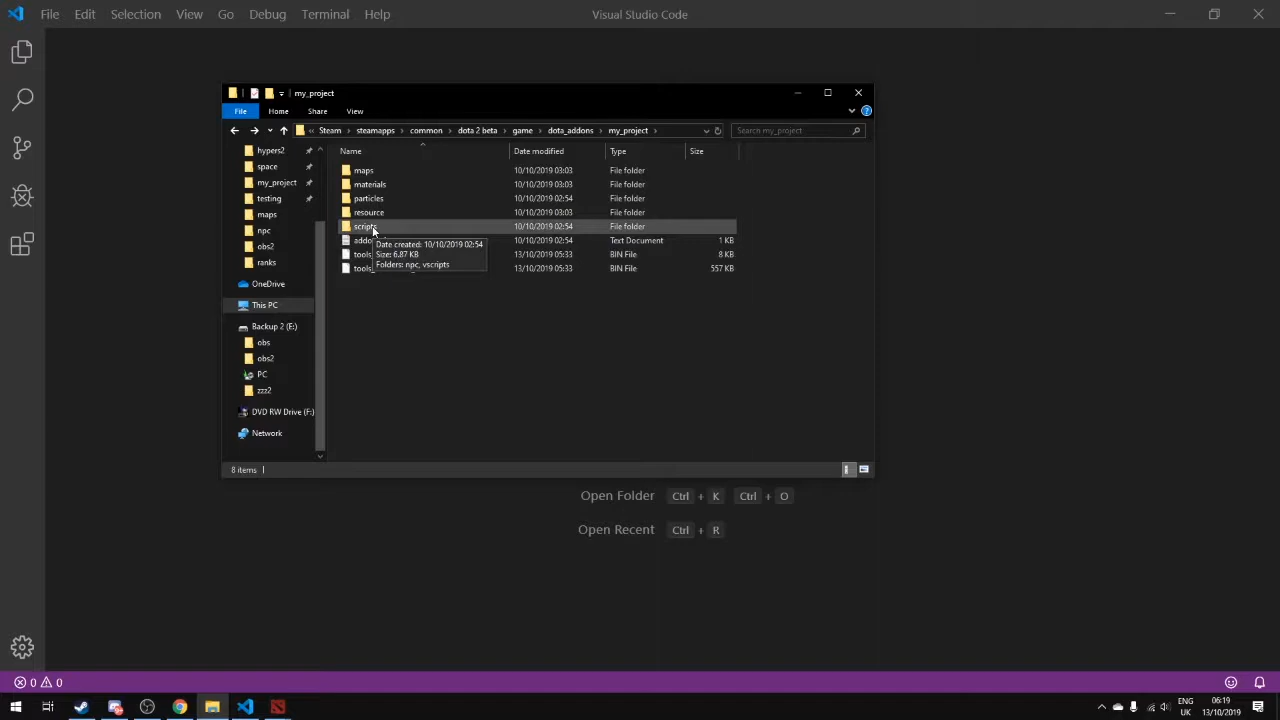 File Edit Selection View Go Debug Terminal Help Visual Studio Code
my_project
File Home Share View
« Steam steamapps common dota 2 beta game dota_addons my_project Search my_project
Name Date modified Type Size
hypers2
space
my_project
testing
maps
npc
obs2
ranks
OneDrive
This PC
Backup 2 (E:)
obs
obs2
PC
zzz2
DVD RW Drive (F:)
Network
maps 10/10/2019 03:03 File folder
materials 10/10/2019 03:03 File folder
particles 10/10/2019 02:54 File folder
resource 10/10/2019 03:03 File folder
scripts 10/10/2019 02:54 File folder
addo 10/10/2019 02:54 Text Document 1 KB
tools 13/10/2019 05:33 BIN File 8 KB
tools 13/10/2019 05:33 BIN File 557 KB
Date created: 10/10/2019 02:54
Size: 6.87 KB
Folders: npc, vscripts
8 items
Open Folder Ctrl + K Ctrl + O
Open Recent Ctrl + R
0 0
ENG
UK
06:19
13/10/2019